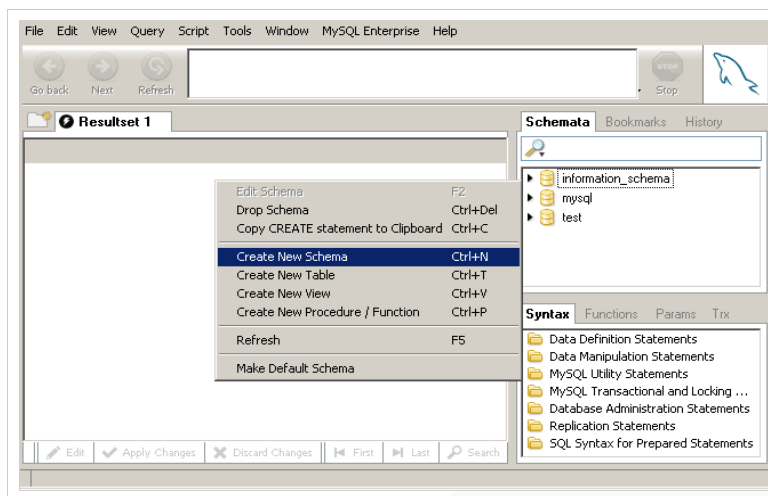 File Edit View Query Script Tools Window MySQL Enterprise Help
Go back Next Refresh
STOP
Stop
Resultset 1
Schemata Bookmarks History
information_schema
mysql
test
Edit Schema F2
Drop Schema Ctrl+Del
Copy CREATE statement to Clipboard Ctrl+C
Create New Schema Ctrl+N
Create New Table Ctrl+T
Create New View Ctrl+V
Create New Procedure / Function Ctrl+P
Refresh F5
Make Default Schema
Syntax Functions Params Trx
Data Definition Statements
Data Manipulation Statements
MySQL Utility Statements
MySQL Transactional and Locking ...
Database Administration Statements
Replication Statements
SQL Syntax for Prepared Statements
Edit Apply Changes Discard Changes First Last Search